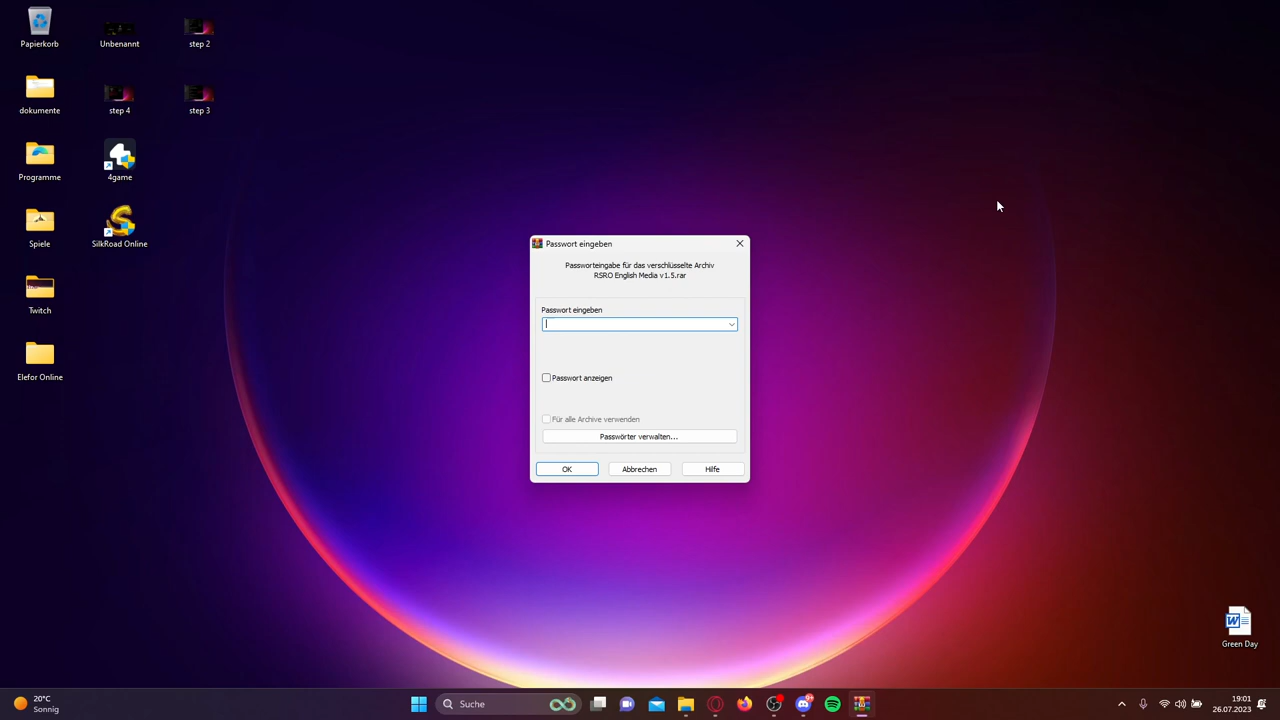 Papierkorb
Unbenannt
step 2
dokumente
step 4
step 3
Programme
4game
Spiele
SilkRoad Online
Twitch
Elefor Online
Passwort eingeben
Passworteingabe für das verschlüsselte Archiv
RSRO English Media v1.5.rar
Passwort eingeben
Passwort anzeigen
Für alle Archive verwenden
Passwörter verwalten...
OK
Abbrechen
Hilfe
Green Day
20°C
Sonnig
Suche
19:01
26.07.2023